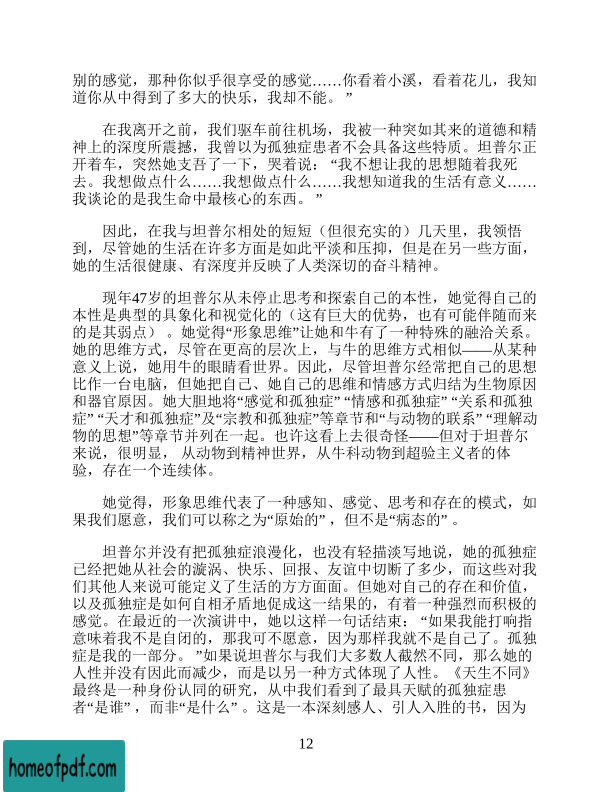 别的感觉，那种你似乎很享受的感觉……你看着小溪，看着花儿，我知
道你从中得到了多大的快乐，我却不能。 ”
在我离开之前，我们驱车前往机场，我被一种突如其来的道德和精
神上的深度所震撼，我曾以为孤独症患者不会具备这些特质。坦普尔正
开着车，突然她支吾了一下，哭着说： “我不想让我的思想随着我死
去。我想做点什么……我想做点什么……我想知道我的生活有意义……
我谈论的是我生命中最核心的东西。 ”
因此，在我与坦普尔相处的短短（但很充实的）几天里，我领悟
到，尽管她的生活在许多方面是如此平淡和压抑，但是在另一些方面，
她的生活很健康、有深度并反映了人类深切的奋斗精神。
现年47岁的坦普尔从未停止思考和探索自己的本性，她觉得自己的
本性是典型的具象化和视觉化的（这有巨大的优势，也有可能伴随而来
的是其弱点） 。她觉得“形象思维”让她和牛有了一种特殊的融洽关系。
她的思维方式，尽管在更高的层次上，与牛的思维方式相似——从某种
意义上说，她用牛的眼睛看世界。因此，尽管坦普尔经常把自己的思想
比作一台电脑，但她把自己、她自己的思维和情感方式归结为生物原因
和器官原因。她大胆地将“感觉和孤独症” “情感和孤独症” “关系和孤独
症” “天才和孤独症”及“宗教和孤独症”等章节和“与动物的联系” “理解动
物的思想”等章节并列在一起。也许这看上去很奇怪——但对于坦普尔
来说，很明显， 从动物到精神世界，从牛科动物到超验主义者的体
验，存在一个连续体。
她觉得，形象思维代表了一种感知、感觉、思考和存在的模式，如
果我们愿意，我们可以称之为“原始的” ，但不是“病态的” 。
坦普尔并没有把孤独症浪漫化，也没有轻描淡写地说，她的孤独症
已经把她从社会的漩涡、快乐、回报、友谊中切断了多少，而这些对我
们其他人来说可能定义了生活的方方面面。但她对自己的存在和价值，
以及孤独症是如何自相矛盾地促成这一结果的，有着一种强烈而积极的
感觉。在最近的一次演讲中，她以这样一句话结束： “如果我能打响指
意味着我不是自闭的，那我可不愿意，因为那样我就不是自己了。孤独
症是我的一部分。 ”如果说坦普尔与我们大多数人截然不同，那么她的
人性并没有因此而减少，而是以另一种方式体现了人性。《天生不同》
最终是一种身份认同的研究，从中我们看到了最具天赋的孤独症患
者“是谁” ，而非“是什么” 。这是一本深刻感人、引人入胜的书，因为
12
homeofpdf.com